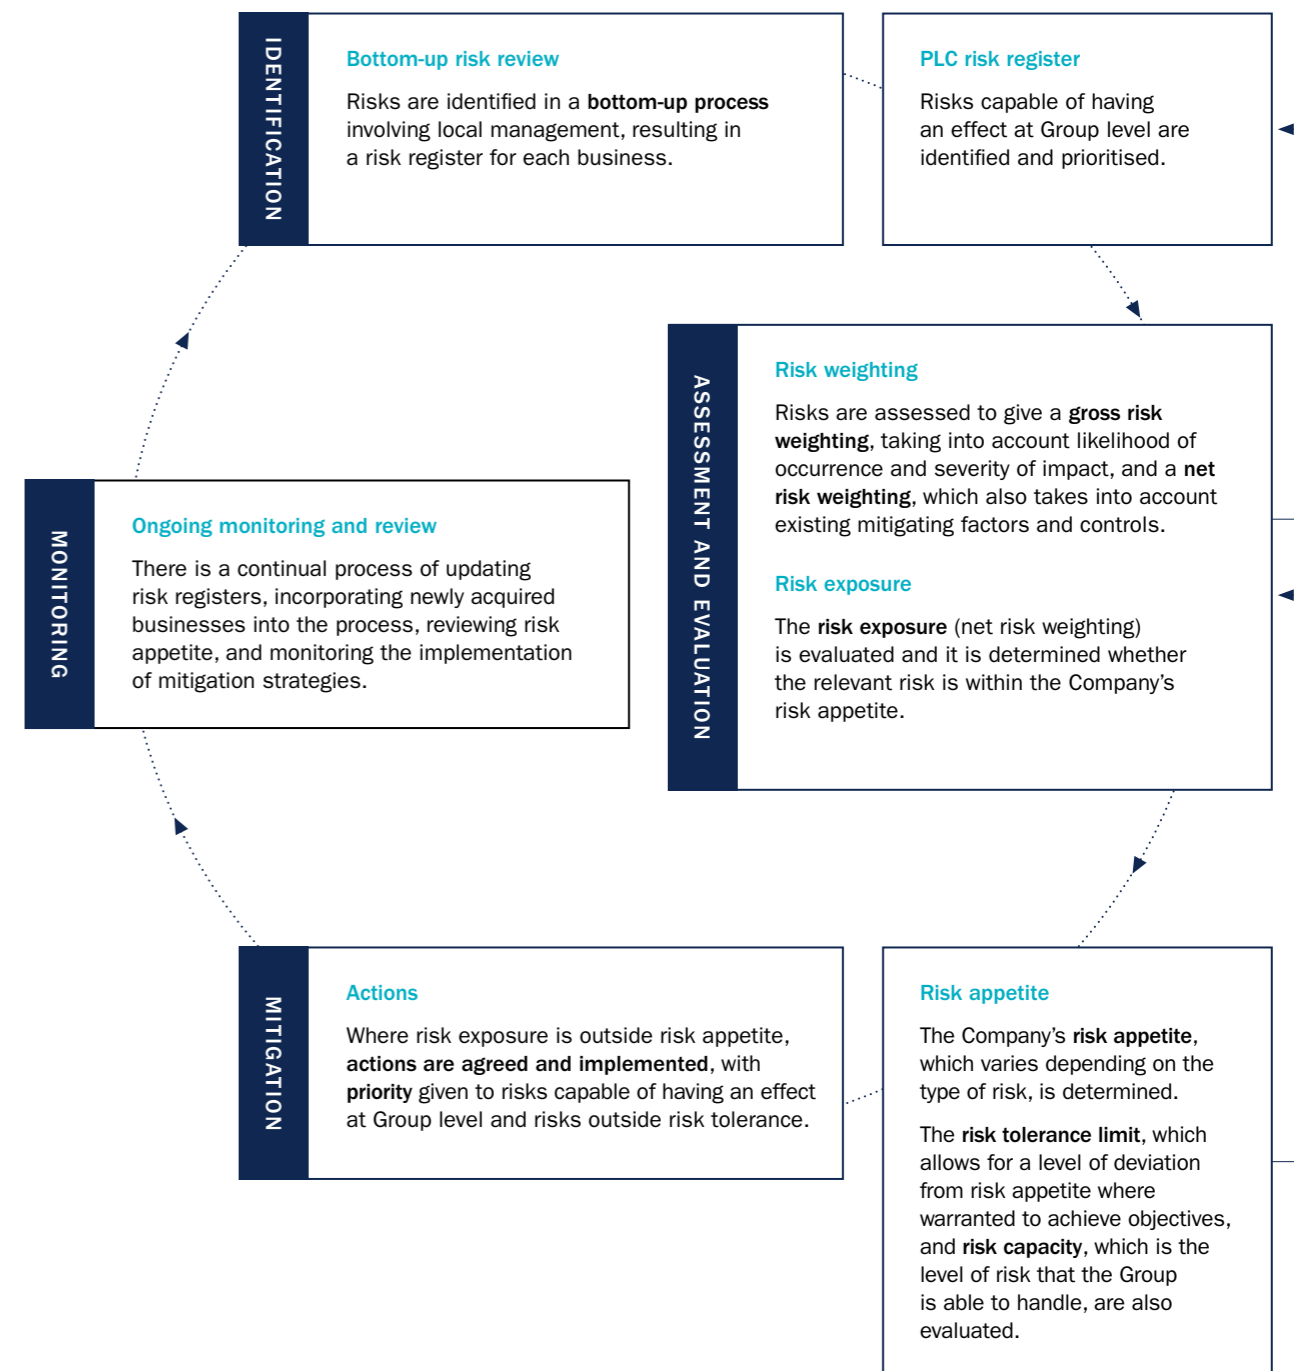 IDENTIFICATION
Bottom-up risk review
Risks are identified in a bottom-up process
involving local management, resulting in
a risk register for each business.
PLC risk register
Risks capable of having
an effect at Group level are
identified and prioritised.
ASSESSMENT AND EVALUATION
Risk weighting
Risks are assessed to give a gross risk
weighting, taking into account likelihood of
occurrence and severity of impact, and a net
risk weighting, which also takes into account
existing mitigating factors and controls.
Risk exposure
The risk exposure (net risk weighting)
is evaluated and it is determined whether
the relevant risk is within the Company’s
risk appetite.
MONITORING
Ongoing monitoring and review
There is a continual process of updating
risk registers, incorporating newly acquired
businesses into the process, reviewing risk
appetite, and monitoring the implementation
of mitigation strategies.
MITIGATION
Actions
Where risk exposure is outside risk appetite,
actions are agreed and implemented, with
priority given to risks capable of having an effect
at Group level and risks outside risk tolerance.
Risk appetite
The Company’s risk appetite,
which varies depending on the
type of risk, is determined.
The risk tolerance limit, which
allows for a level of deviation
from risk appetite where
warranted to achieve objectives,
and risk capacity, which is the
level of risk that the Group
is able to handle, are also
evaluated.